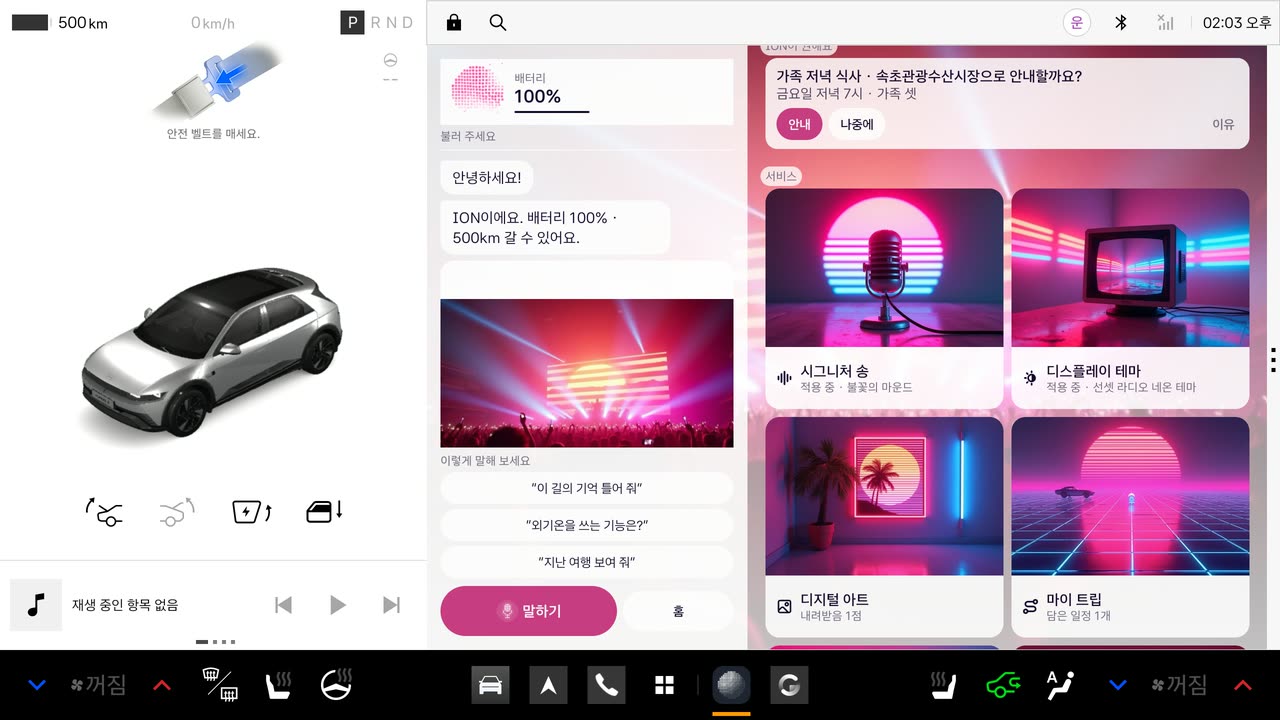 500 km
0 km/h
P R N D
안전 벨트를 매세요.
--
재생 중인 항목 없음
운
02:03 오후
배터리
100%
불러 주세요
안녕하세요!
ION이에요. 배터리 100% ·
500km 갈 수 있어요.
이렇게 말해 보세요
“이 길의 기억 틀어 줘”
“외기온을 쓰는 기능은?”
“지난 여행 보여 줘”
말하기
홈
가족 저녁 식사 · 속초관광수산시장으로 안내할까요?
금요일 저녁 7시 · 가족 셋
안내
나중에
이유
서비스
시그니처 송
적용 중 · 불꽃의 마운드
디스플레이 테마
적용 중 · 선셋 라디오 네온 테마
디지털 아트
내려받음 1점
마이 트립
담은 일정 1개
꺼짐
G
A
꺼짐